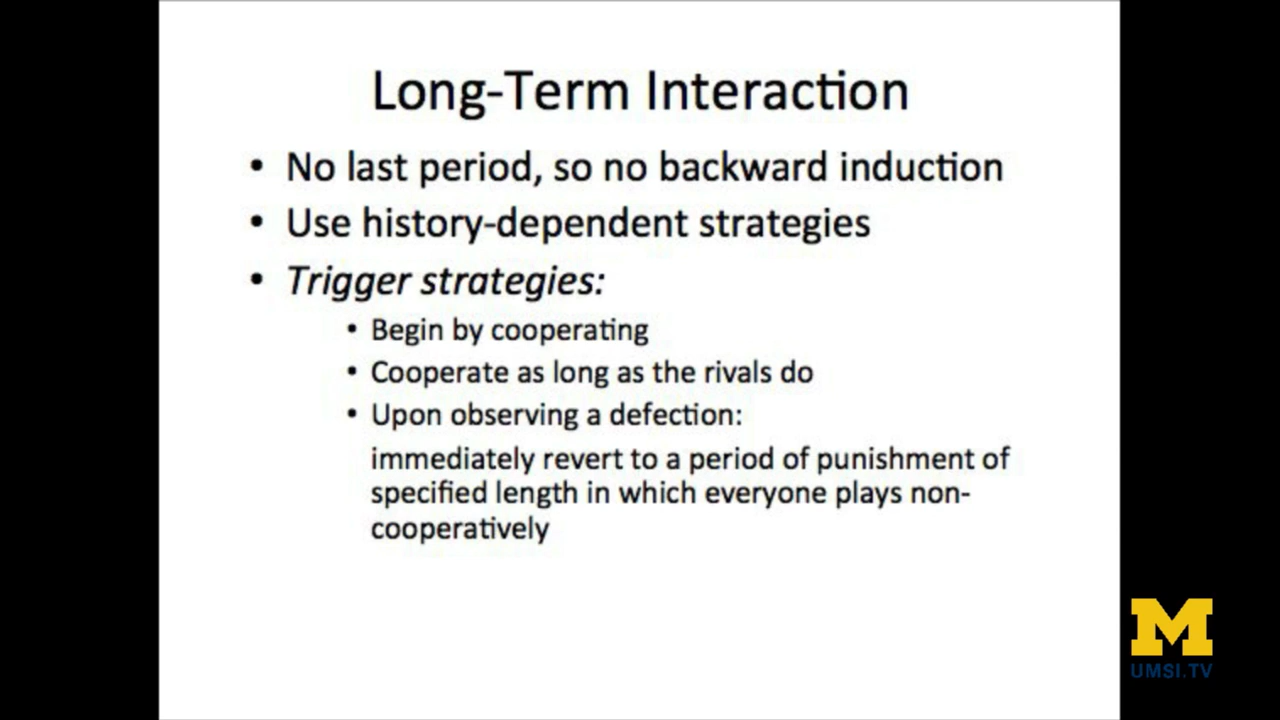 Long-Term Interaction
• No last period, so no backward induction
• Use history-dependent strategies
• Trigger strategies:
• Begin by cooperating
• Cooperate as long as the rivals do
• Upon observing a defection:
immediately revert to a period of punishment of
specified length in which everyone plays non-
cooperatively
M
UMSI.TV